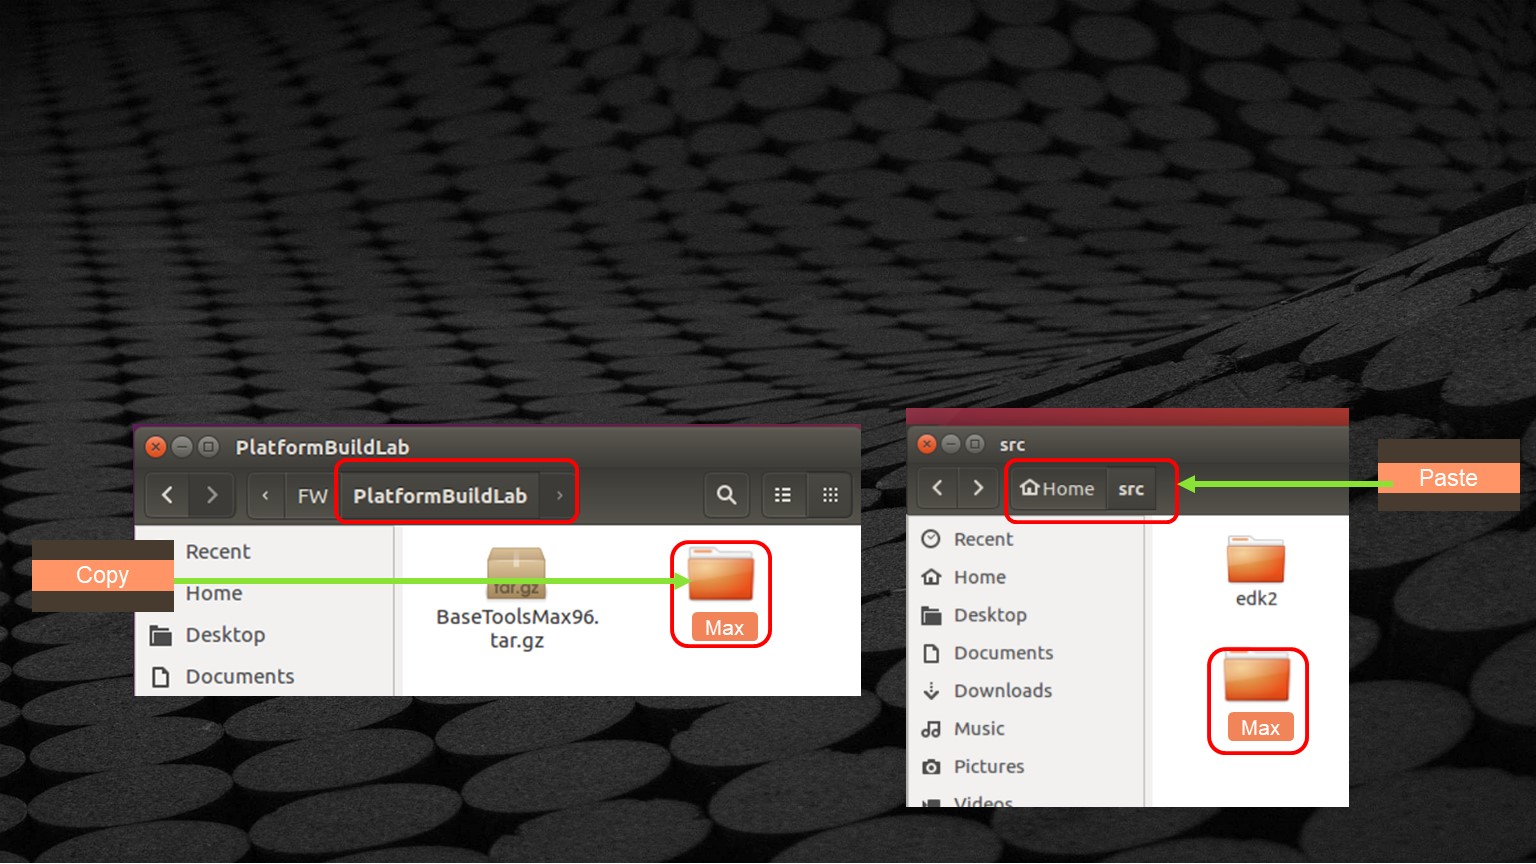 PlatformBuildLab
FW PlatformBuildLab
Copy
Recent
Home
Desktop
Documents
tar.gz
BaseToolsMax96.
tar.gz
Max
src
Home src
Paste
Recent
Home
Desktop
Documents
Downloads
Music
Pictures
Videos
edk2
Max